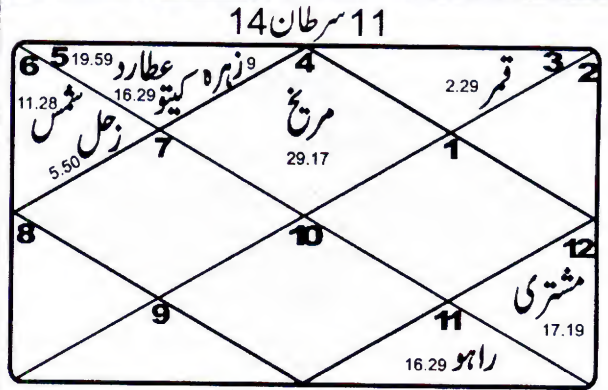 11 سرطان 14
6
5
19.59
عطارد
زہرہ
9
4
قمر
2.29
3
2
11.28
شمس
16.29
کیتو
مریخ
29.17
زحل
5.50
7
1
8
10
12
مشتری
17.19
9
11
راہو
16.29